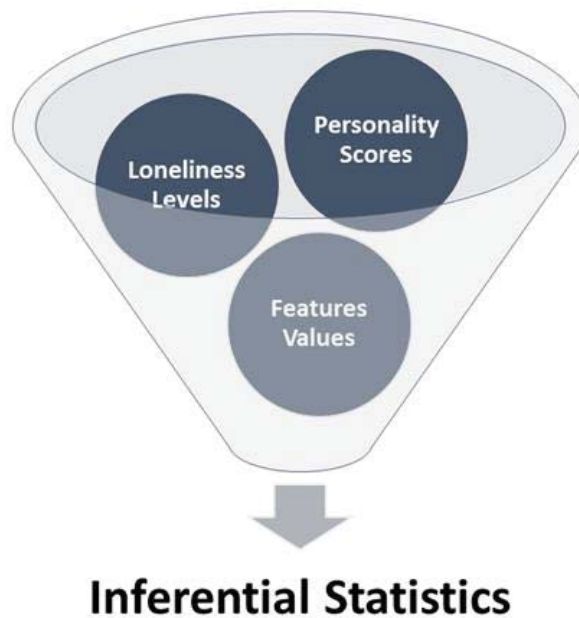 Personality
Scores
Loneliness
Levels
Features
Values
Inferential Statistics